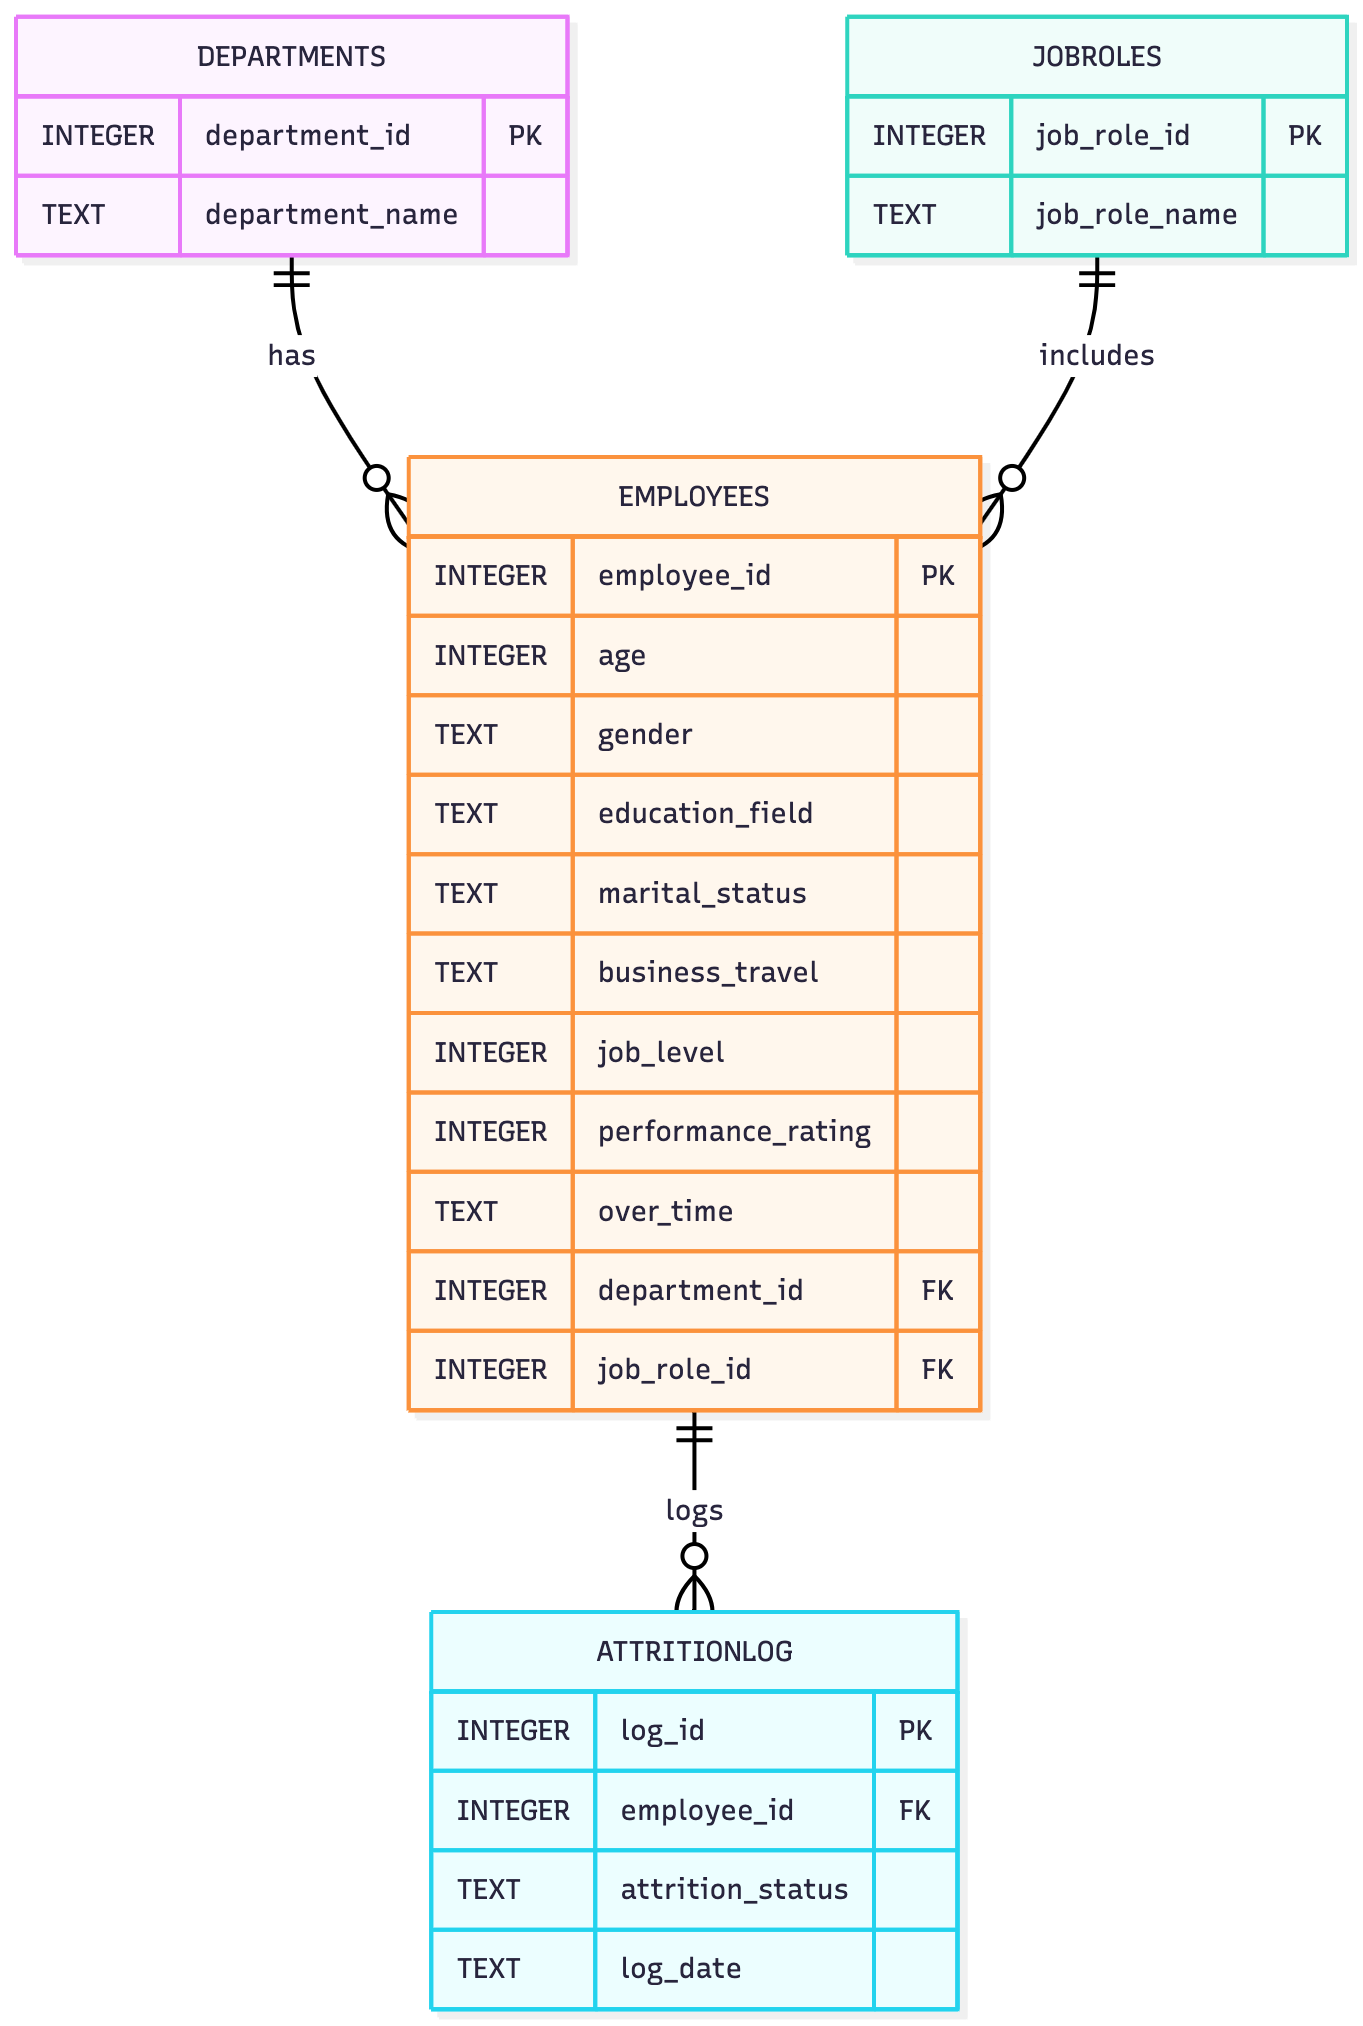 DEPARTMENTS
INTEGER department_id PK
TEXT department_name
JOBROLES
INTEGER job_role_id PK
TEXT job_role_name
has
includes
EMPLOYEES
INTEGER employee_id PK
INTEGER age
TEXT gender
TEXT education_field
TEXT marital_status
TEXT business_travel
INTEGER job_level
INTEGER performance_rating
TEXT over_time
INTEGER department_id FK
INTEGER job_role_id FK
logs
ATTRITIONLOG
INTEGER log_id PK
INTEGER employee_id FK
TEXT attrition_status
TEXT log_date